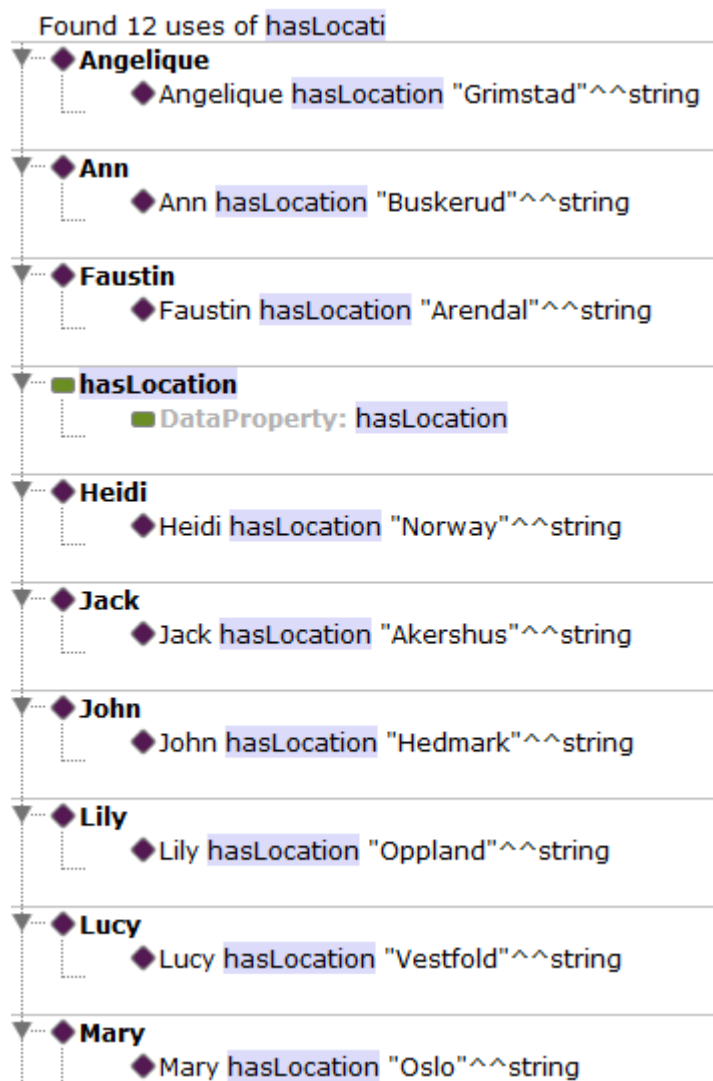 Found 12 uses of hasLocati
Angelique
Angelique hasLocation "Grimstad"^^string
Ann
Ann hasLocation "Buskerud"^^string
Faustin
Faustin hasLocation "Arendal"^^string
hasLocation
DataProperty: hasLocation
Heidi
Heidi hasLocation "Norway"^^string
Jack
Jack hasLocation "Akershus"^^string
John
John hasLocation "Hedmark"^^string
Lily
Lily hasLocation "Oppland"^^string
Lucy
Lucy hasLocation "Vestfold"^^string
Mary
Mary hasLocation "Oslo"^^string